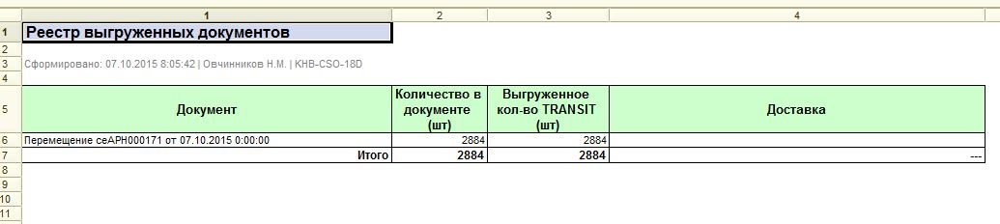 1 2 3 4
1 Реестр выгруженных документов
2
3 Сформировано: 07.10.2015 8:05:42 | Овчинников Н.М. | KHB-CSO-18D
4
5 Документ Количество в документе (шт) Выгруженное кол-во TRANSIT (шт) Доставка
6 Перемещение сеАРН000171 от 07.10.2015 0:00:00 2884 2884
7 Итого 2884 2884 ---
8
9
10
11